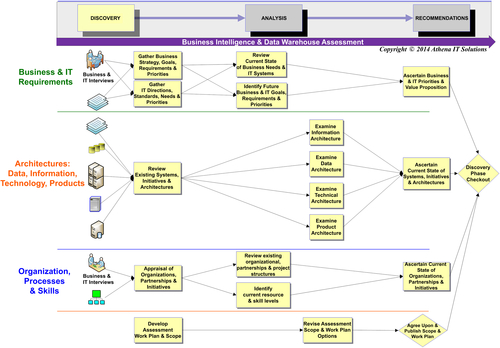 DISCOVERY
ANALYSIS
RECOMMENDATIONS
Business Intelligence & Data Warehouse Assessment
Copyright © 2014 Athena IT Solutions
Business & IT
Requirements
Business &
IT Interviews
Gather Business
Strategy, Goals,
Requirements &
Priorities
Gather
IT Directions,
Standards, Needs &
Priorities
Review
Current State
of Business Needs &
IT Systems
Identify Future
Business & IT Goals,
Requirements &
Priorities
Ascertain Business
& IT Priorities &
Value Proposition
Architectures:
Data, Information,
Technology, Products
Review
Existing Systems,
Initiatives &
Architectures
Examine
Information
Architecture
Examine
Data
Architecture
Examine
Technical
Architecture
Examine
Product
Architecture
Ascertain
Current State of
Systems, Initiatives
& Architectures
Discovery
Phase
Checkout
Organization,
Processes
& Skills
Business &
IT Interviews
Appraisal of
Organizations,
Partnerships &
Initiatives
Review existing
organizational,
partnerships & project
structures
Identify
current resource
& skill levels
Ascertain Current
State of
Organizations,
Partnerships &
Initiatives
Develop
Assessment
Work Plan & Scope
Revise Assessment
Scope & Work Plan
Options
Agree Upon &
Publish Scope &
Work Plan